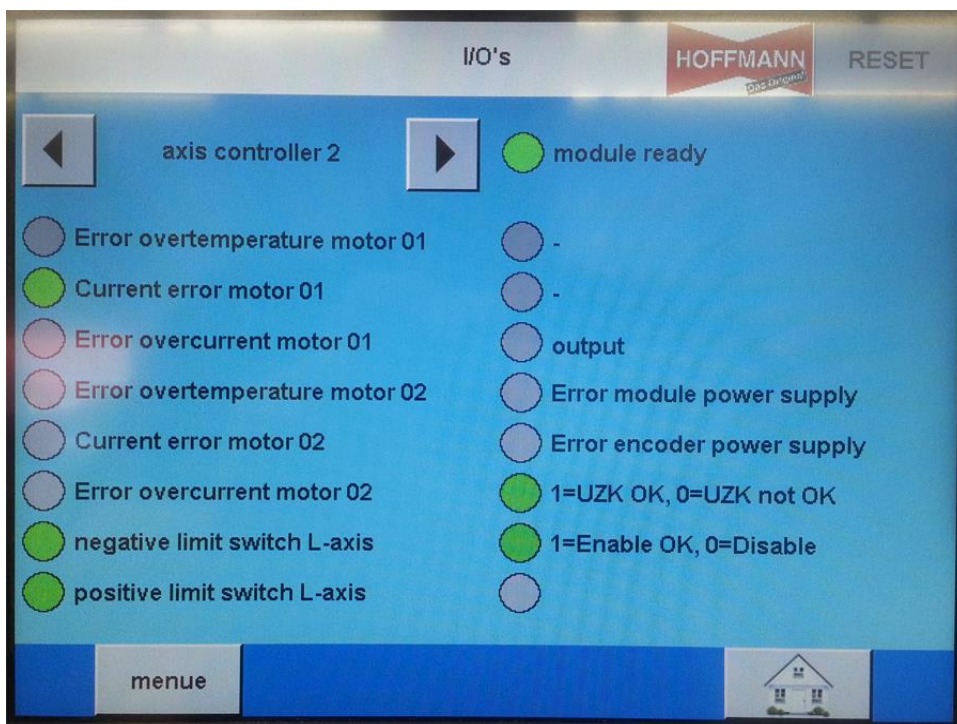 I/O's
HOFFMANN
Das Original
RESET
axis controller 2
module ready
Error overtemperature motor 01
Current error motor 01
Error overcurrent motor 01
Error overtemperature motor 02
Current error motor 02
Error overcurrent motor 02
negative limit switch L-axis
positive limit switch L-axis
-
-
output
Error module power supply
Error encoder power supply
1=UZK OK, 0=UZK not OK
1=Enable OK, 0=Disable
menue